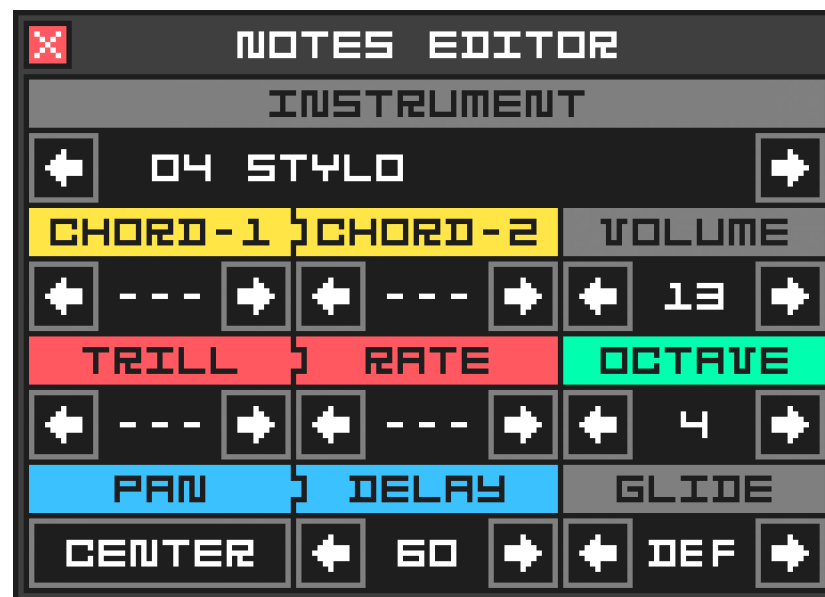 NOTES EDITOR
INSTRUMENT
04 STYLO
CHORD-1 CHORD-2 VOLUME
--- --- 13
TRILL RATE OCTAVE
--- --- 4
PAN DELAY GLIDE
CENTER 60 DEF